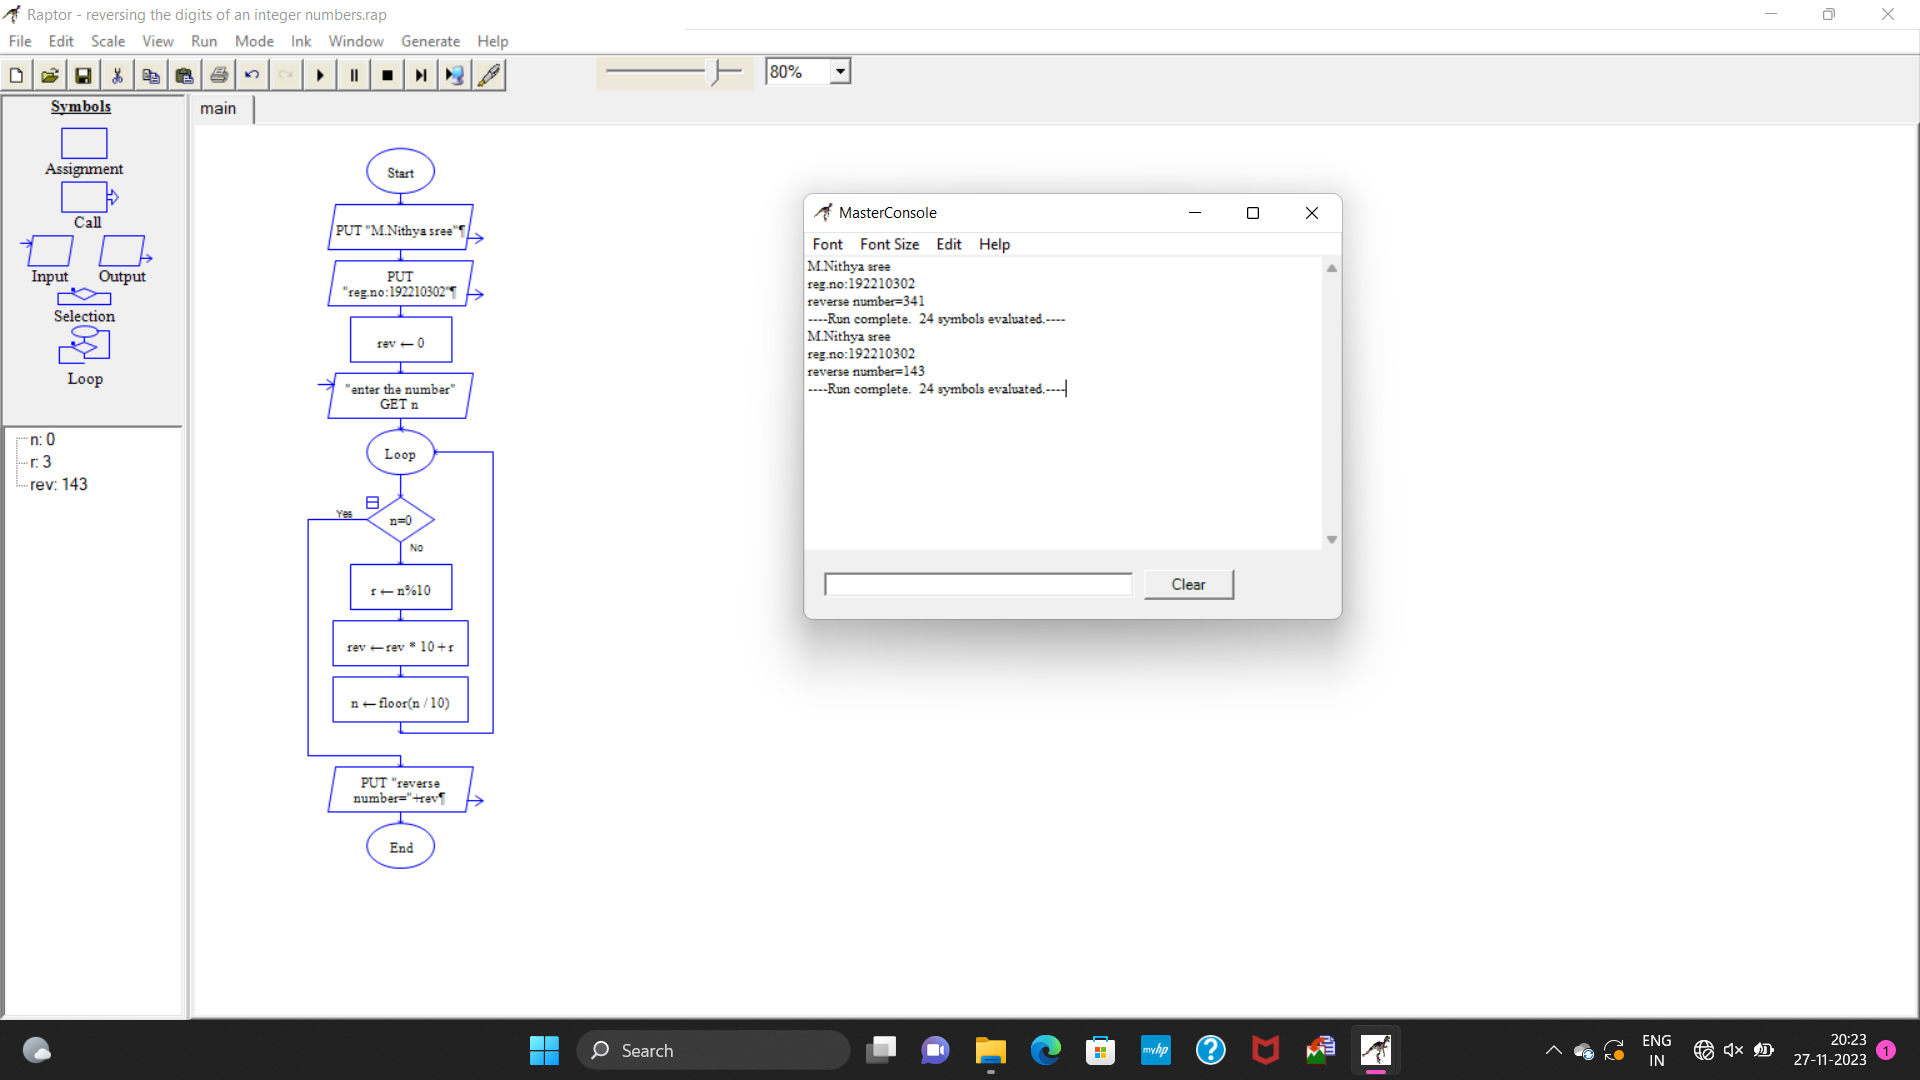 Raptor - reversing the digits of an integer numbers.rap
File Edit Scale View Run Mode Ink Window Generate Help
80%
Symbols
main
Assignment
Call
Input Output
Selection
Loop
n: 0
r: 3
rev: 143
Start
PUT "M.Nithya sree"¶
PUT
"reg.no:192210302"¶
rev ← 0
"enter the number"
GET n
Loop
Yes
n=0
No
r ← n%10
rev ← rev * 10+r
n ← floor(n / 10)
PUT "reverse
number="+rev¶
End
MasterConsole
Font Font Size Edit Help
M.Nithya sree
reg.no:192210302
reverse number=341
----Run complete.  24 symbols evaluated.----
M.Nithya sree
reg.no:192210302
reverse number=143
----Run complete.  24 symbols evaluated.----
Clear
Search
myhp
ENG
IN
20:23
27-11-2023
1